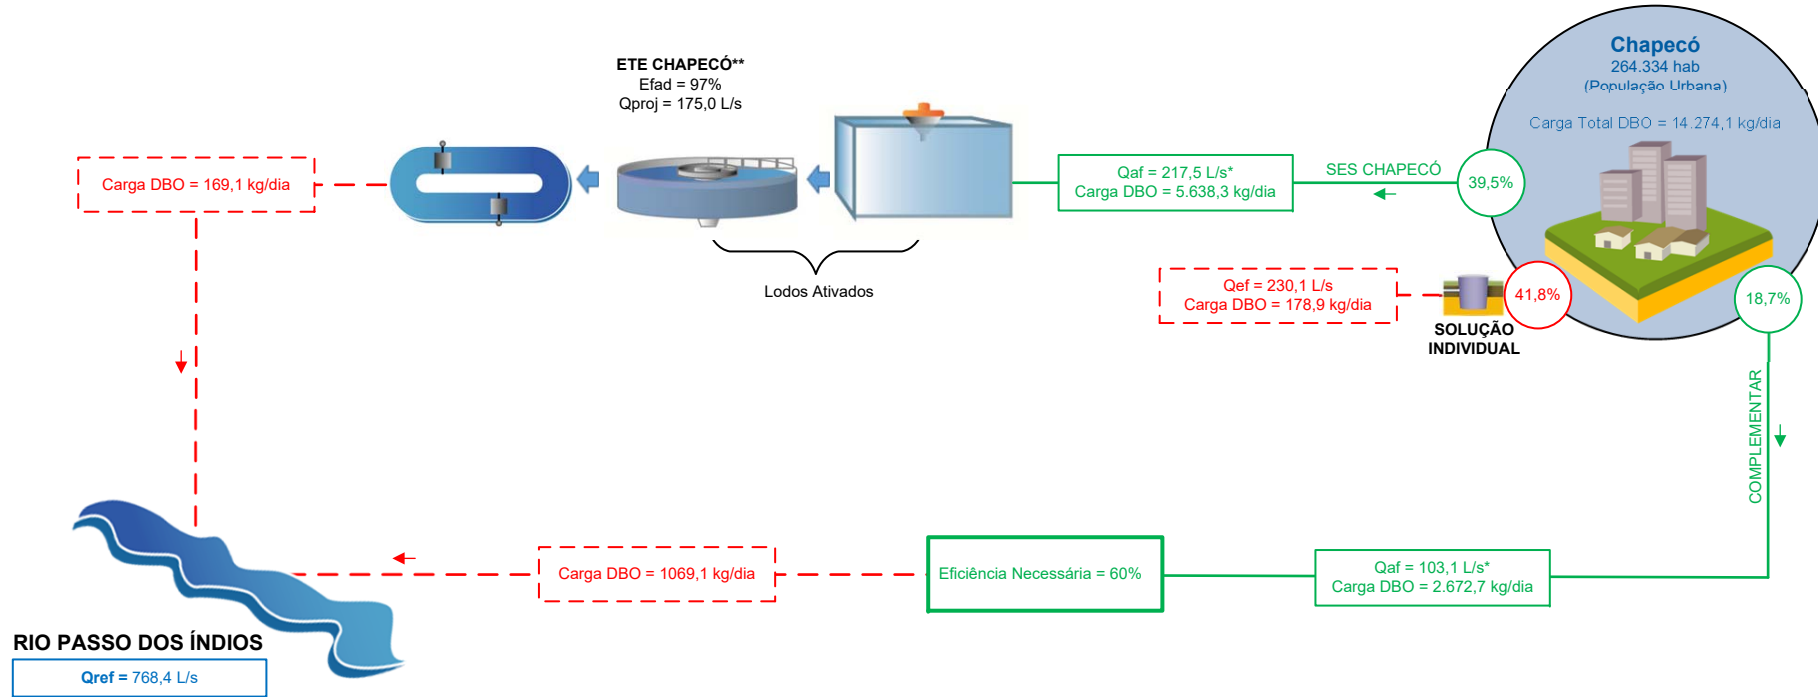 Chapecó
264.334 hab
(População Urbana)
Carga Total DBO = 14.274,1 kg/dia
ETE CHAPECÓ**
Efad = 97%
Qproj = 175,0 L/s
Carga DBO = 169,1 kg/dia
Qaf = 217,5 L/s*
Carga DBO = 5.638,3 kg/dia
SES CHAPECÓ
39,5%
Lodos Ativados
Qef = 230,1 L/s
Carga DBO = 178,9 kg/dia
41,8%
18,7%
SOLUÇÃO
INDIVIDUAL
COMPLEMENTAR
Carga DBO = 1069,1 kg/dia
Eficiência Necessária = 60%
Qaf = 103,1 L/s*
Carga DBO = 2.672,7 kg/dia
RIO PASSO DOS ÍNDIOS
Qref = 768,4 L/s